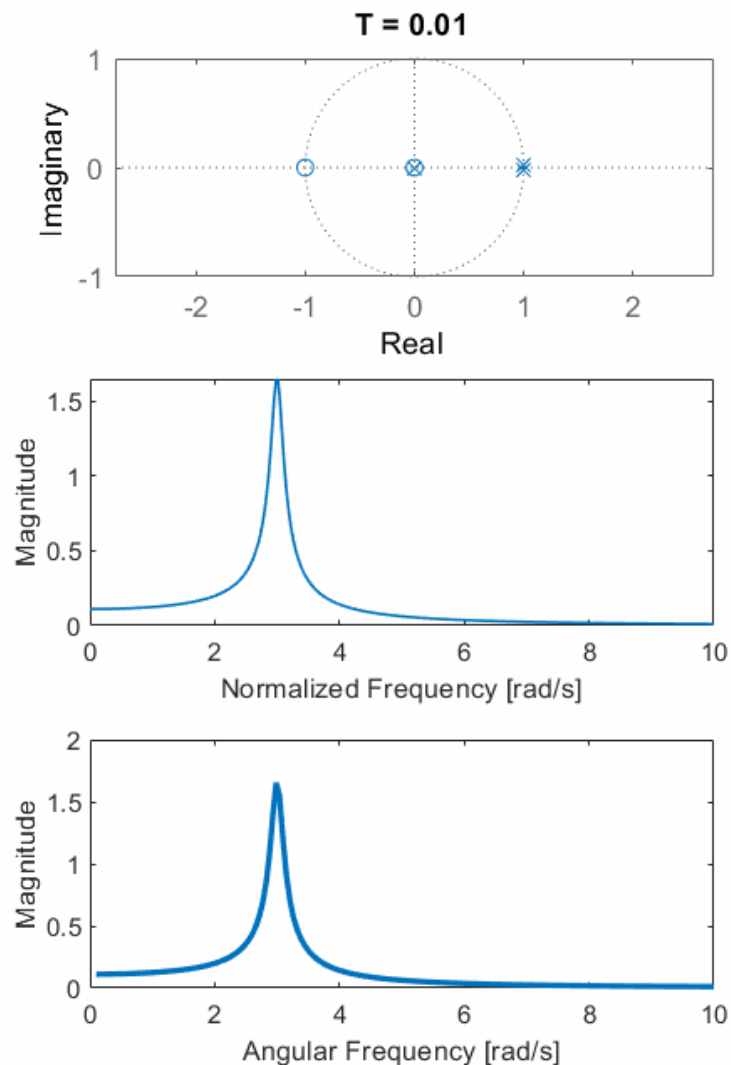 T = 0.01
Imaginary
1
0
-1
-2 -1 0 1 2
Real
Magnitude
1.5
1
0.5
0
0 2 4 6 8 10
Normalized Frequency [rad/s]
Magnitude
2
1.5
1
0.5
0
0 2 4 6 8 10
Angular Frequency [rad/s]